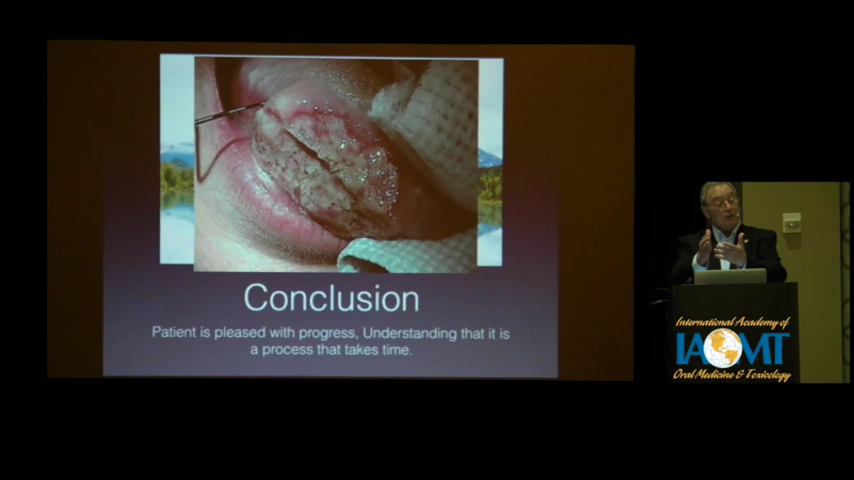 Conclusion
Patient is pleased with progress, Understanding that it is
a process that takes time.
International Academy of
IAOMT
Oral Medicine & Toxicology